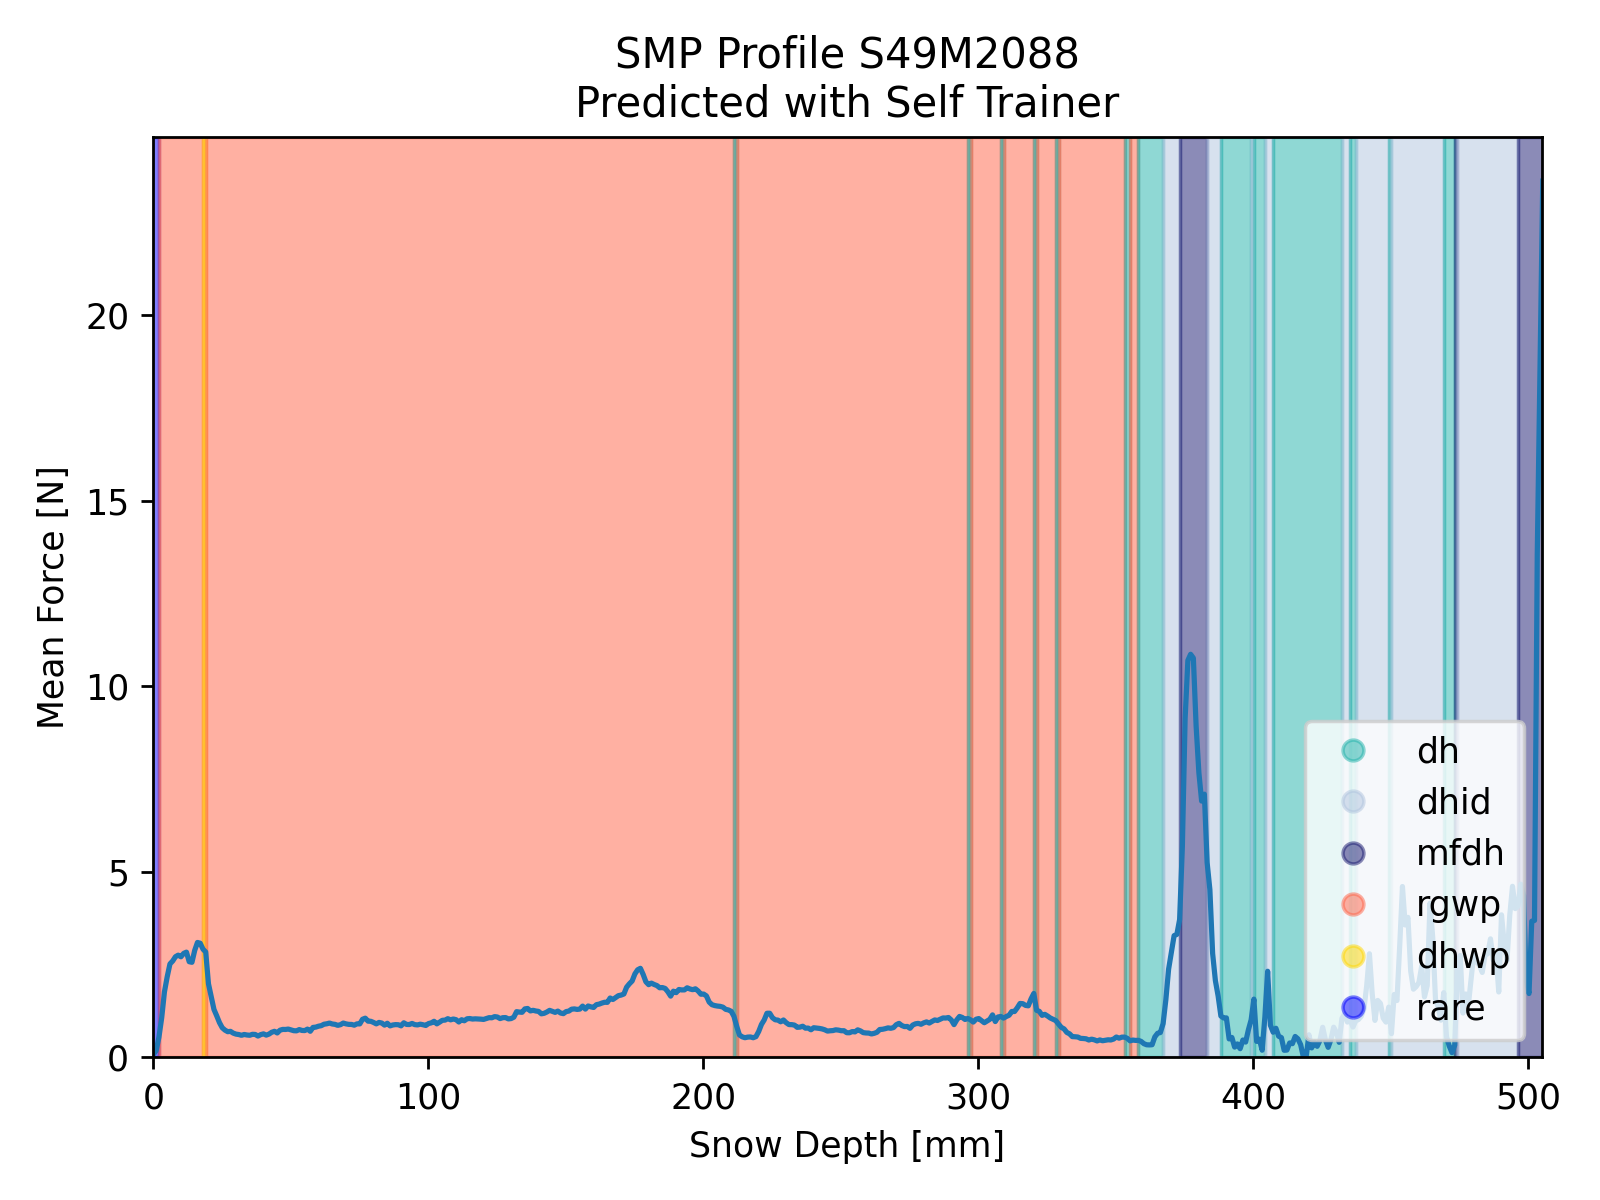 SMP Profile S49M2088
Predicted with Self Trainer
Mean Force [N]
20
15
10
5
0
dh
dhid
mfdh
rgwp
dhwp
rare
0 100 200 300 400 500
Snow Depth [mm]